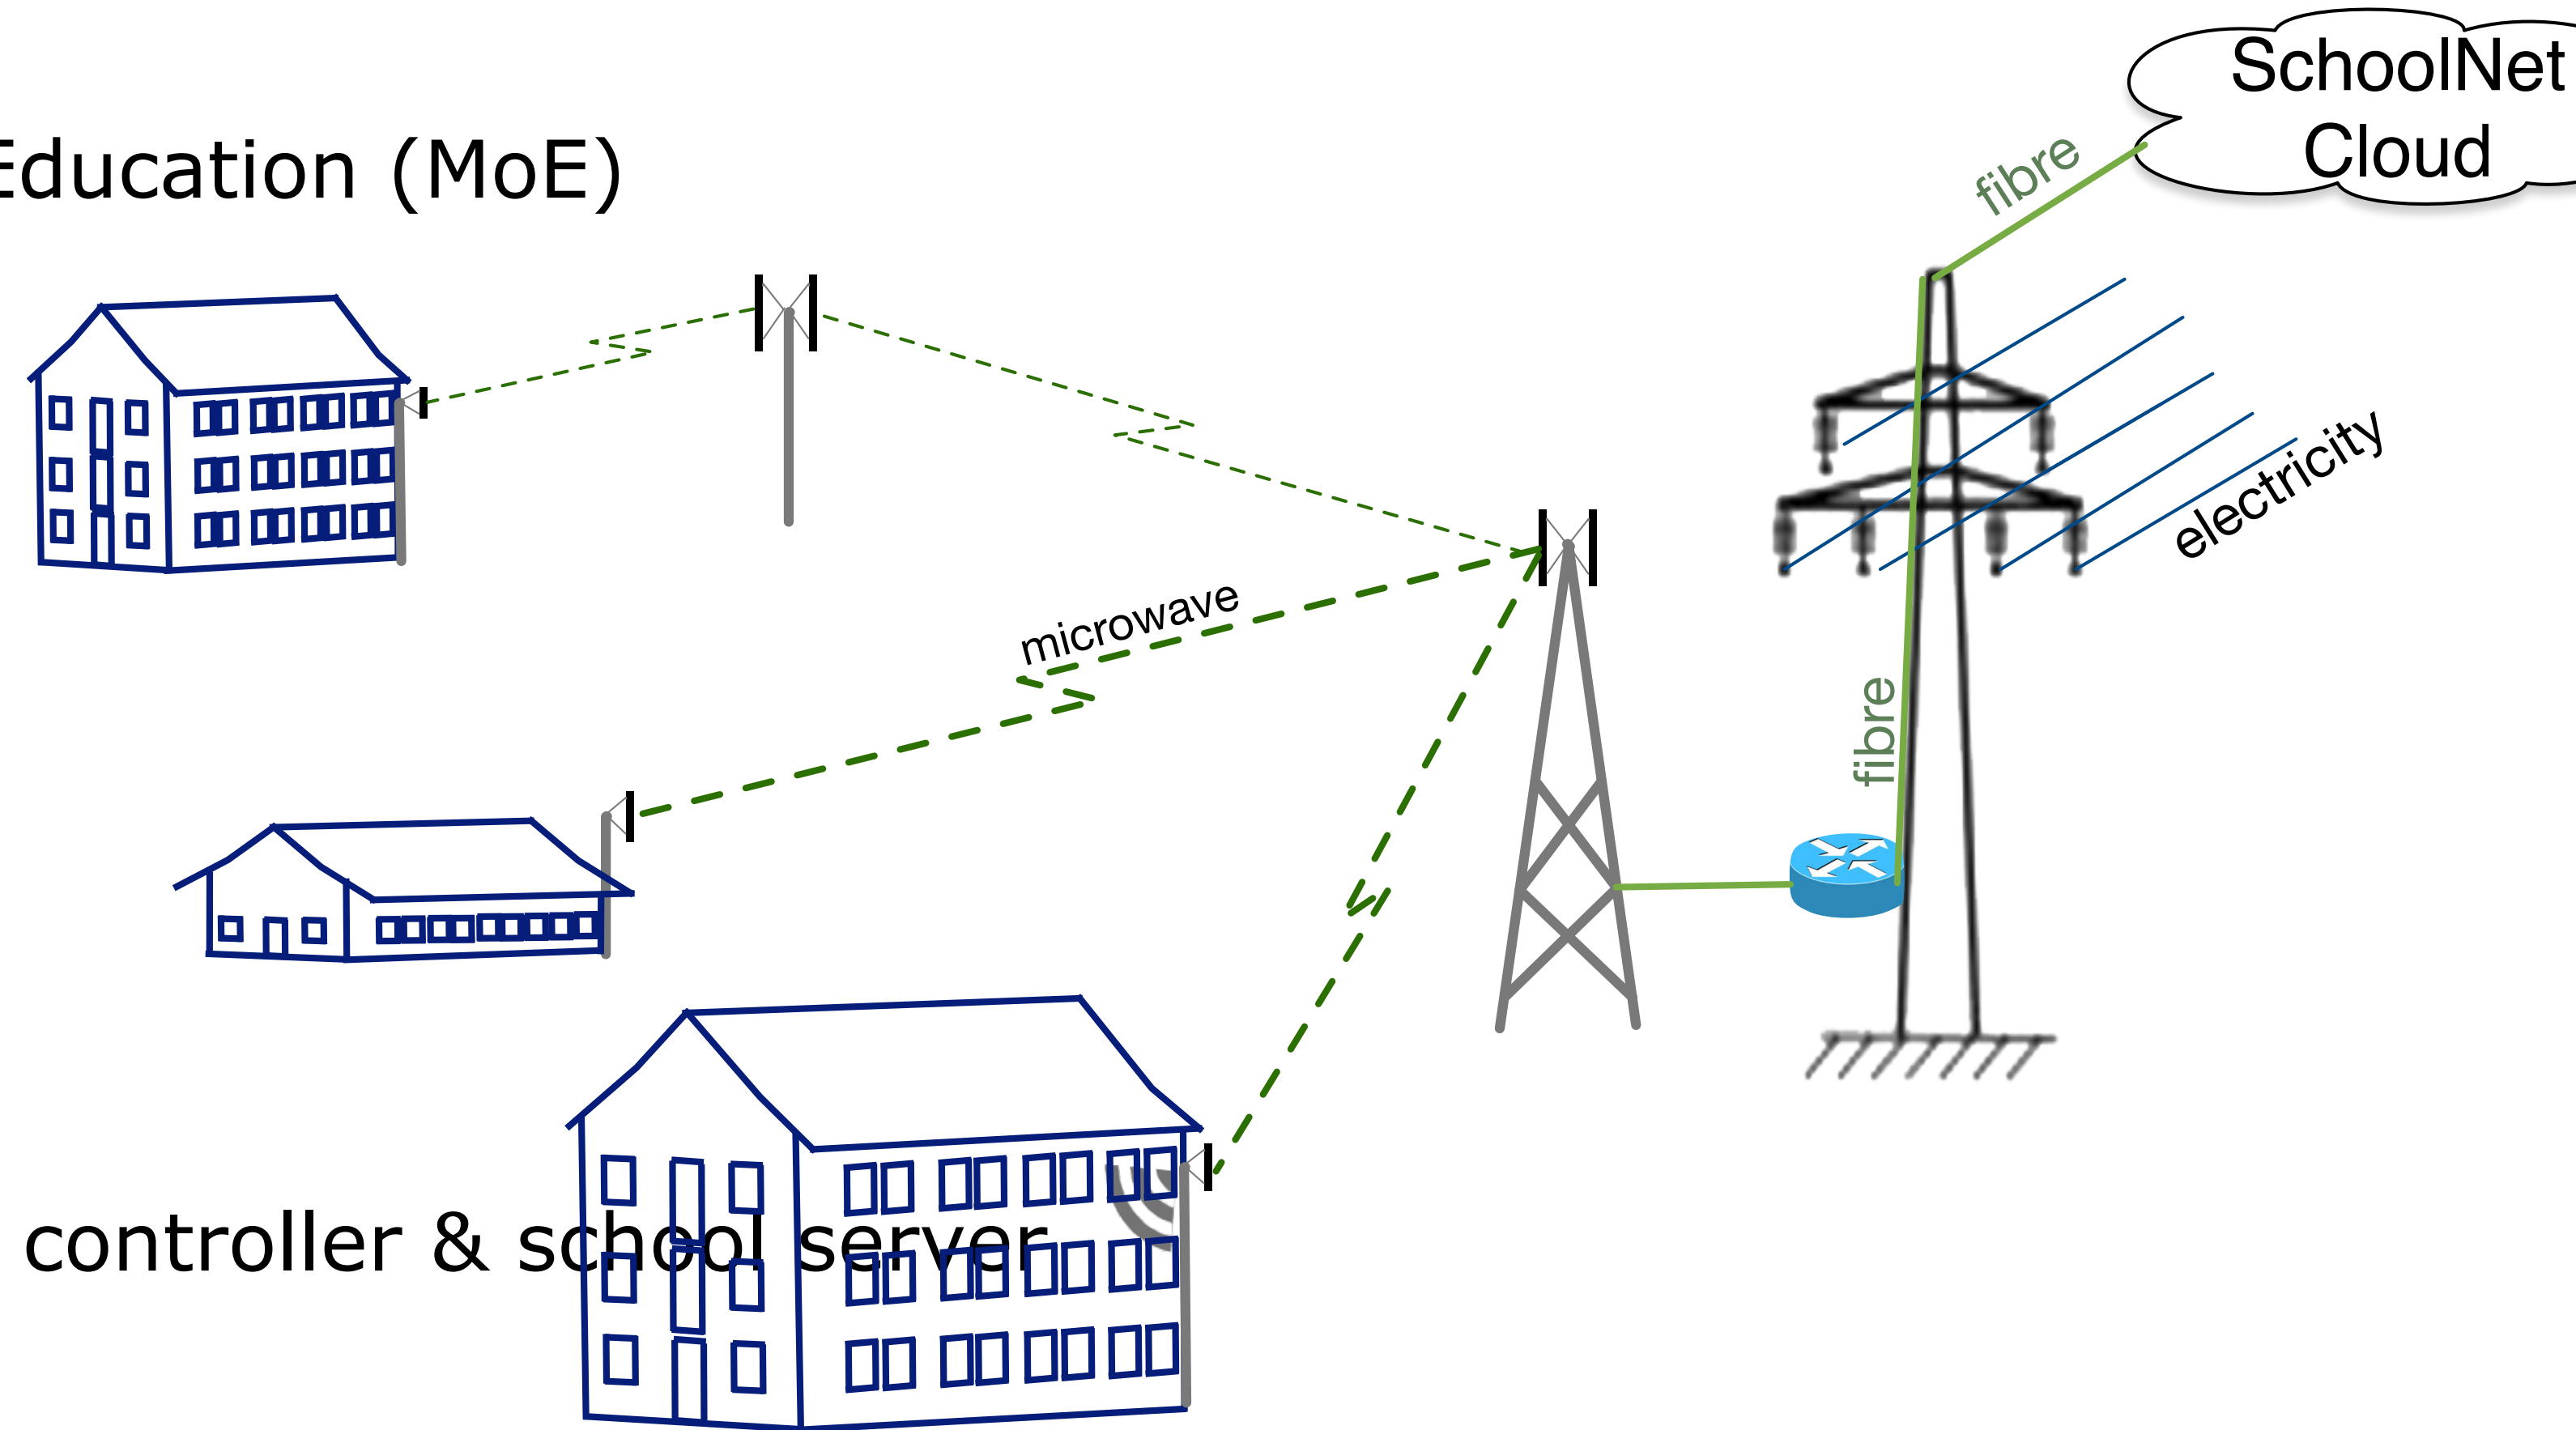 SchoolNet
Cloud
fibre
Education (MoE)
electricity
microwave
fibre
controller & school server